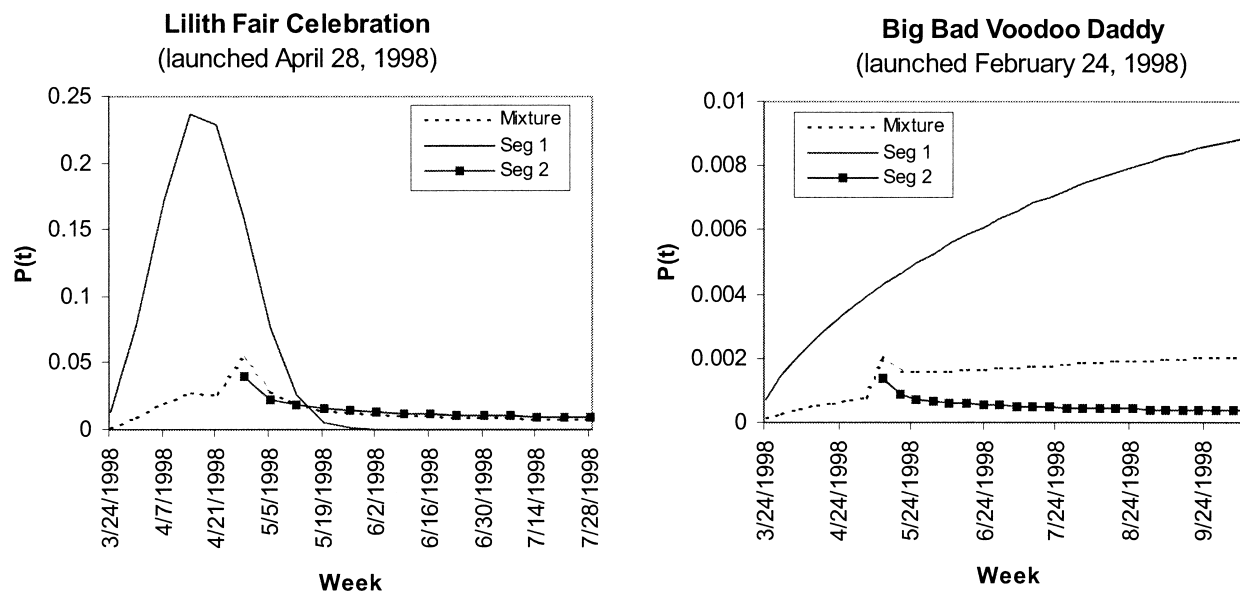 Lilith Fair Celebration
(launched April 28, 1998)
0.25
0.2
0.15
0.1
0.05
0
P(t)
Mixture
Seg 1
Seg 2
3/24/1998
4/7/1998
4/21/1998
5/5/1998
5/19/1998
6/2/1998
6/16/1998
6/30/1998
7/14/1998
7/28/1998
Week
Big Bad Voodoo Daddy
(launched February 24, 1998)
0.01
0.008
0.006
0.004
0.002
0
P(t)
Mixture
Seg 1
Seg 2
3/24/1998
4/24/1998
5/24/1998
6/24/1998
7/24/1998
8/24/1998
9/24/1998
Week